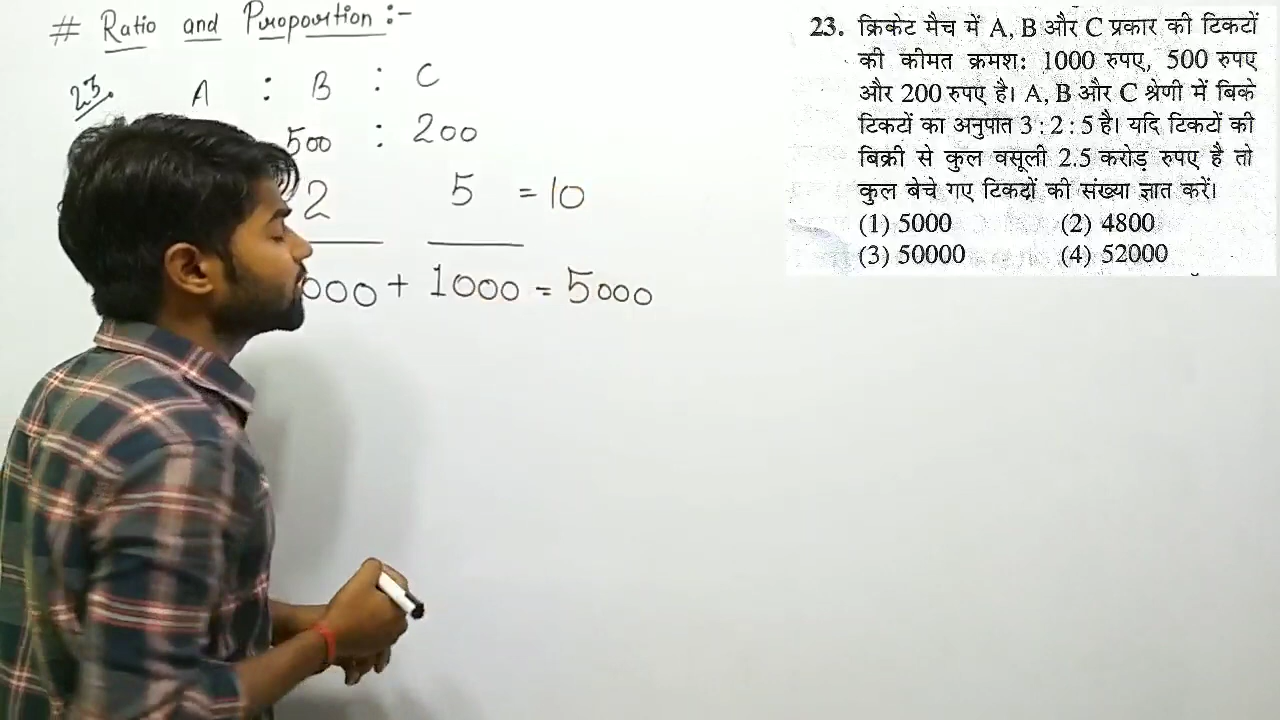 # Ratio and Proportion :-
23.
A : B : C
500 : 200
2 5 = 10
000 + 1000 = 5000
23. क्रिकेट मैच में A, B और C प्रकार की टिकटों
की कीमत क्रमश: 1000 रुपए, 500 रुपए
और 200 रुपए है। A, B और C श्रेणी में बिके
टिकटों का अनुपात 3 : 2 : 5 है। यदि टिकटों की
बिक्री से कुल वसूली 2.5 करोड़ रुपए है तो
कुल बेचे गए टिकटों की संख्या ज्ञात करें।
(1) 5000 (2) 4800
(3) 50000 (4) 52000